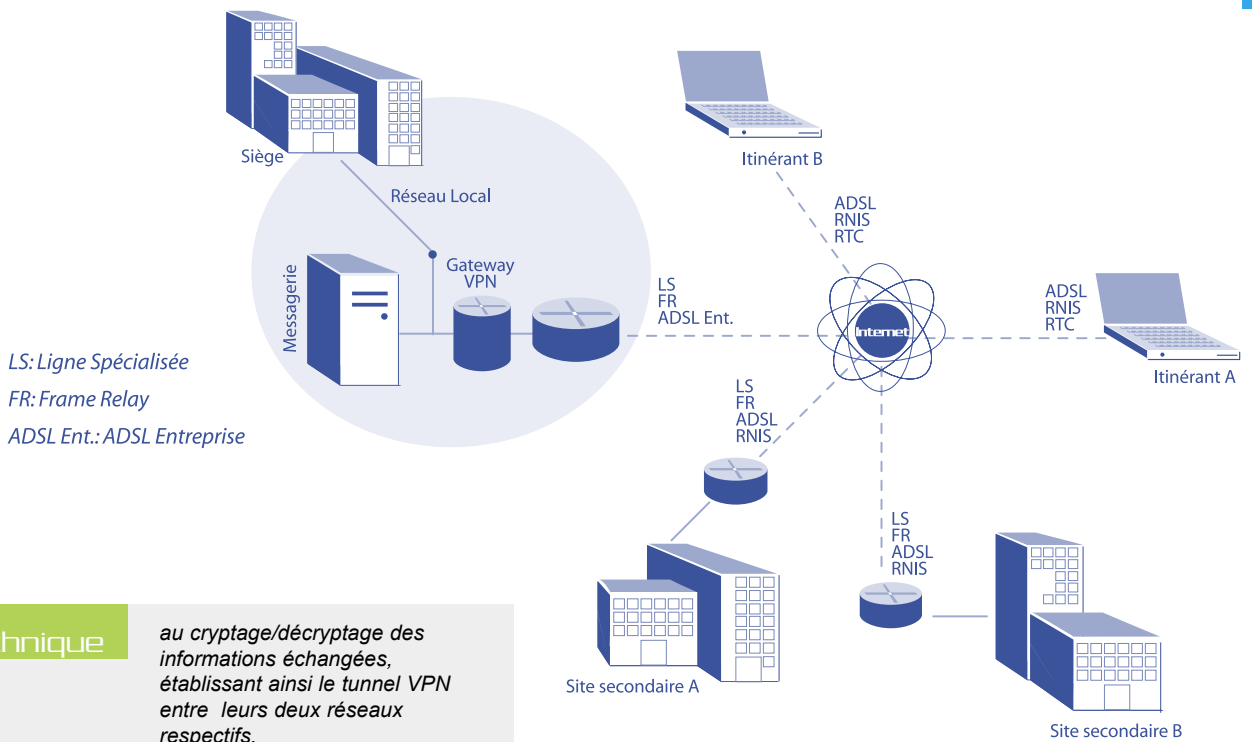 Siège
Réseau Local
Messagerie
Gateway
VPN
LS
FR
ADSL Ent.
Itinérant B
ADSL
RNIS
RTC
Internet
ADSL
RNIS
RTC
Itinérant A
LS: Ligne Spécialisée
FR: Frame Relay
ADSL Ent.: ADSL Entreprise
LS
FR
ADSL
RNIS
Site secondaire A
LS
FR
ADSL
RNIS
Site secondaire B
hnique
au cryptage/décryptage des
informations échangées,
établissant ainsi le tunnel VPN
entre leurs deux réseaux
respectifs.